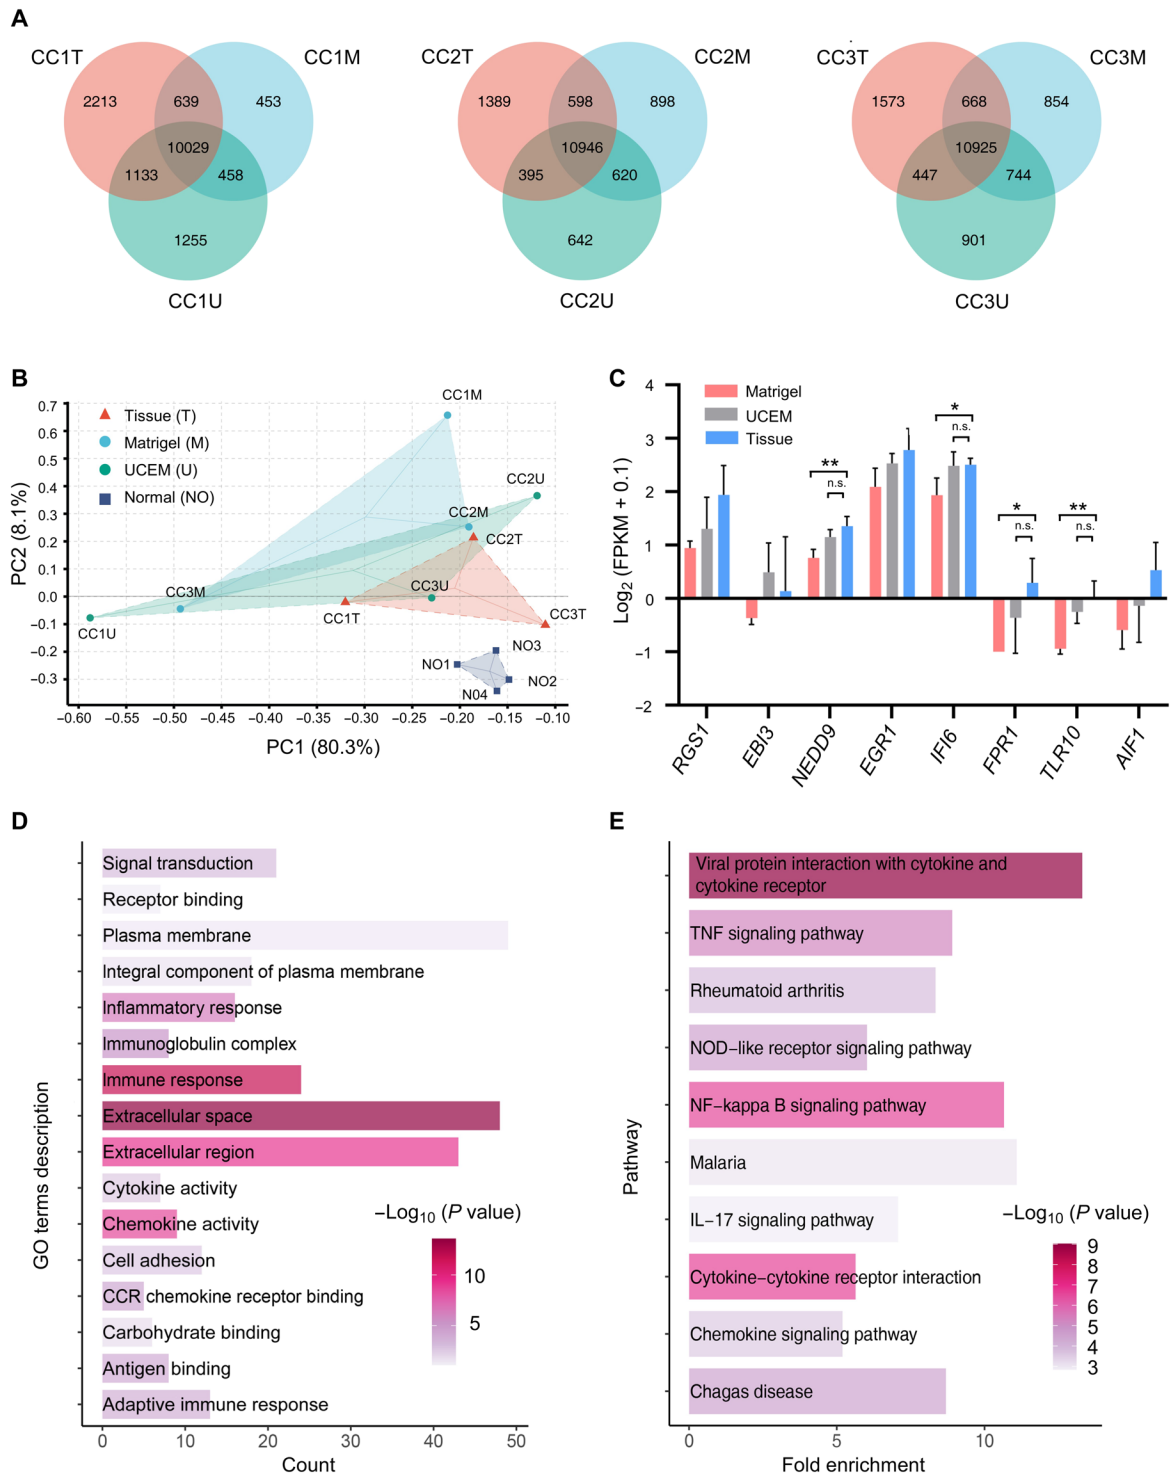 A
CC1T
CC1M
2213
639
453
10029
1133
458
1255
CC1U
CC2T
CC2M
1389
598
898
10946
395
620
642
CC2U
CC3T
CC3M
1573
668
854
10925
447
744
901
CC3U
B
PC2 (8.1%)
0.7
0.6
0.5
0.4
0.3
0.2
0.1
0.0
−0.1
−0.2
−0.3
Tissue (T)
Matrigel (M)
UCEM (U)
Normal (NO)
CC1M
CC2U
CC2M
CC2T
CC3M
CC3U
CC1T
CC3T
CC1U
NO3
NO1
NO2
N04
−0.60 −0.55 −0.50 −0.45 −0.40 −0.35 −0.30 −0.25 −0.20 −0.15 −0.10
PC1 (80.3%)
C
Log2 (FPKM + 0.1)
4
3
2
1
0
−1
−2
Matrigel
UCEM
Tissue
**
n.s.
*
n.s.
*
n.s.
**
n.s.
RGS1 EBI3 NEDD9 EGR1 IFI6 FPR1 TLR10 AIF1
D
GO terms description
Signal transduction
Receptor binding
Plasma membrane
Integral component of plasma membrane
Inflammatory response
Immunoglobulin complex
Immune response
Extracellular space
Extracellular region
Cytokine activity
Chemokine activity
Cell adhesion
CCR chemokine receptor binding
Carbohydrate binding
Antigen binding
Adaptive immune response
−Log10 (P value)
10
5
0 10 20 30 40 50
Count
E
Pathway
Viral protein interaction with cytokine and
cytokine receptor
TNF signaling pathway
Rheumatoid arthritis
NOD−like receptor signaling pathway
NF−kappa B signaling pathway
Malaria
IL−17 signaling pathway
Cytokine−cytokine receptor interaction
Chemokine signaling pathway
Chagas disease
−Log10 (P value)
9
8
7
6
5
4
3
0 5 10
Fold enrichment